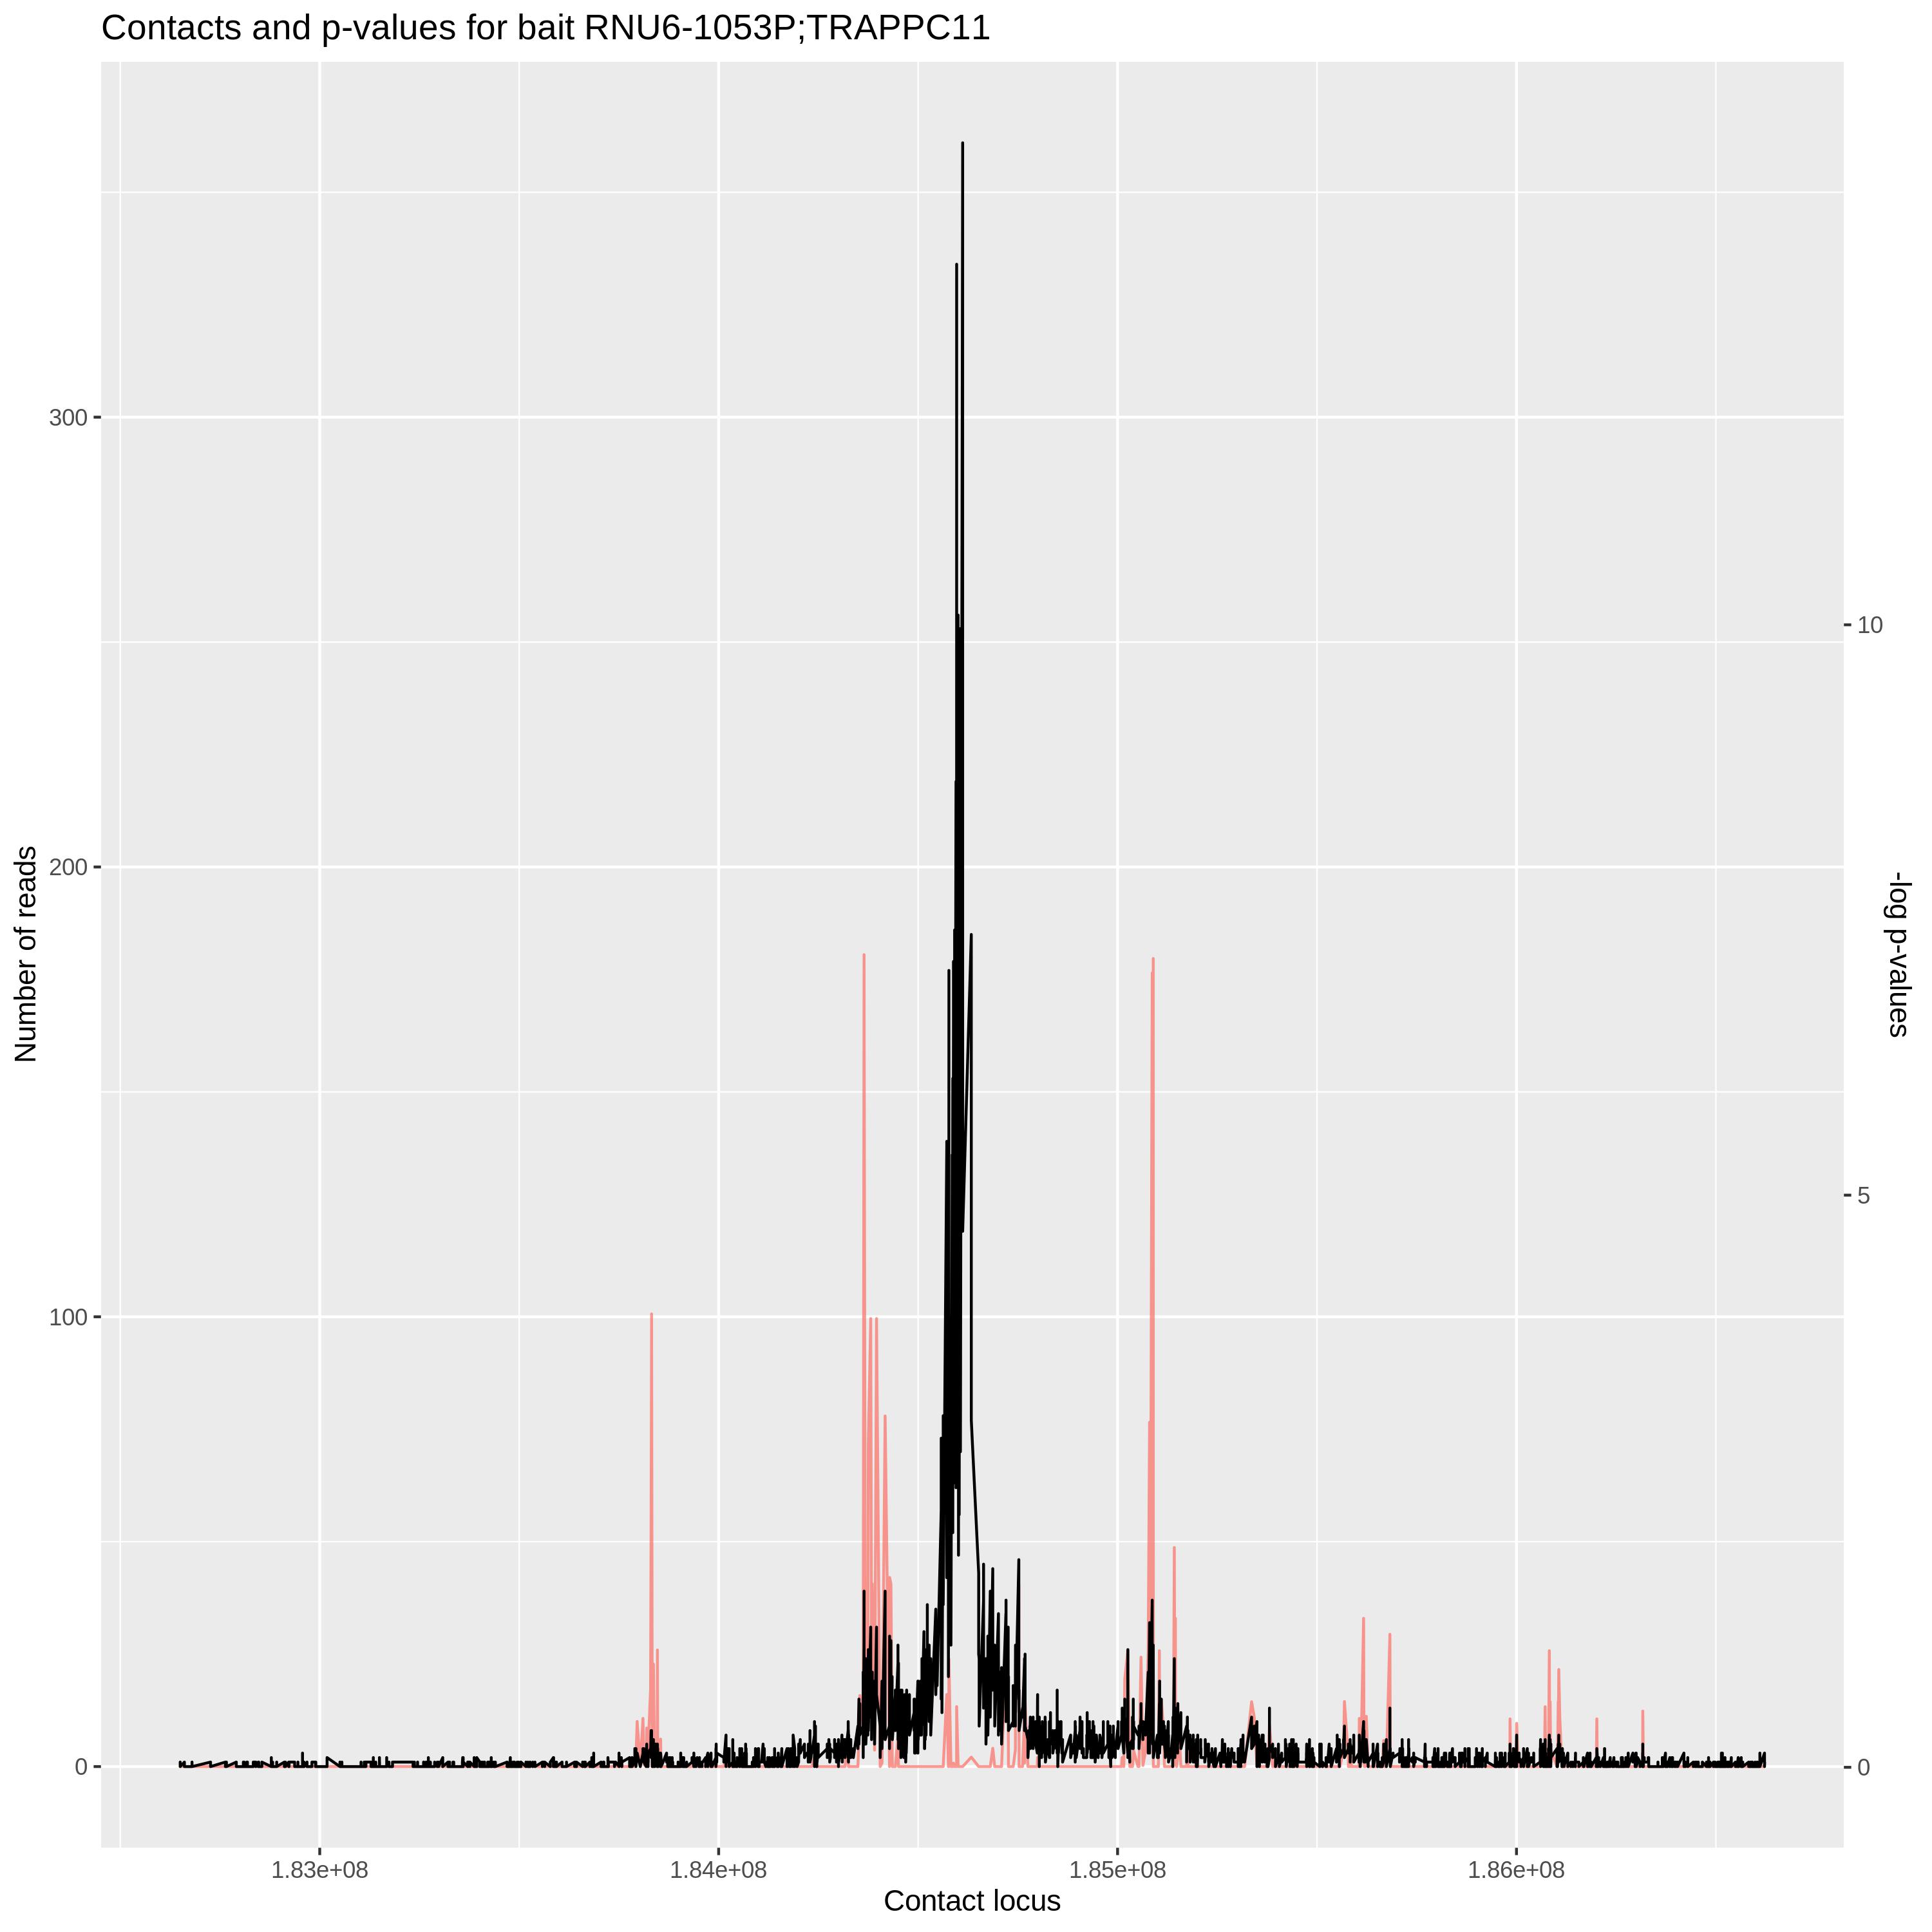 Contacts and p-values for bait RNU6-1053P;TRAPPC11
Number of reads
300
200
100
0
10
5
0
-log p-values
1.83e+08 1.84e+08 1.85e+08 1.86e+08
Contact locus